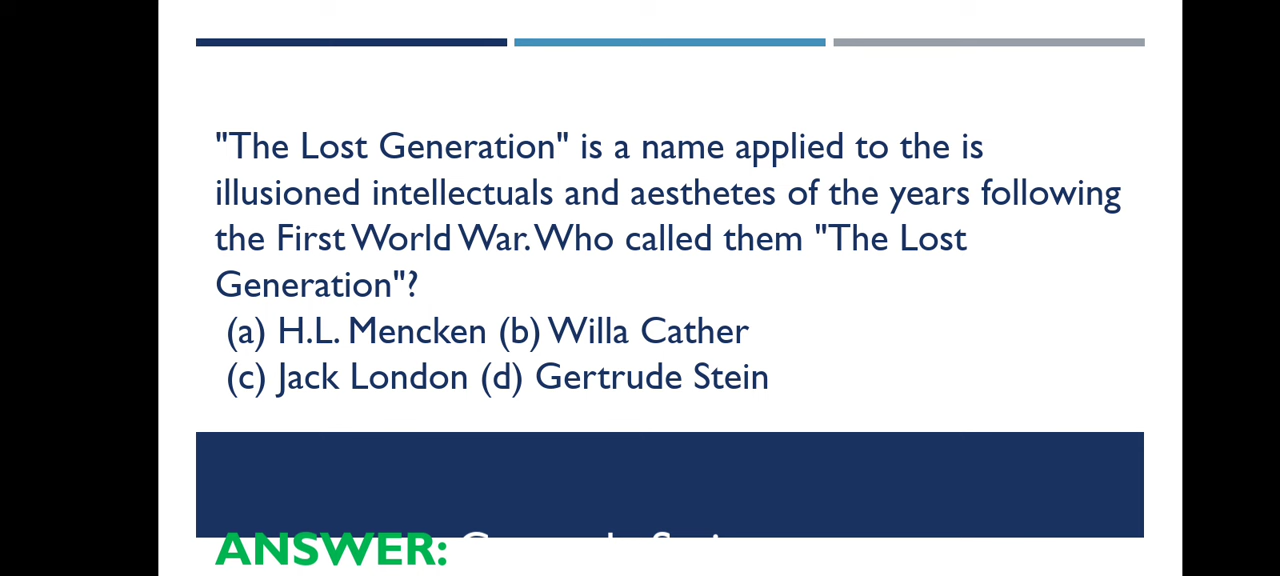 "The Lost Generation" is a name applied to the is
illusioned intellectuals and aesthetes of the years following
the First World War. Who called them "The Lost
Generation"?
(a) H.L. Mencken (b) Willa Cather
(c) Jack London (d) Gertrude Stein
ANSWER: